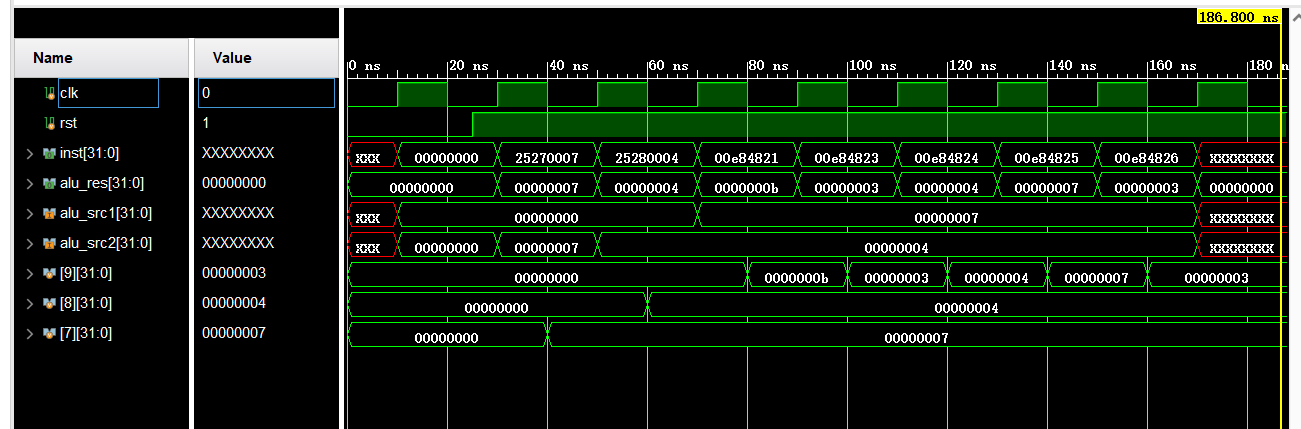 186.800 ns
Name Value
0 ns 20 ns 40 ns 60 ns 80 ns 100 ns 120 ns 140 ns 160 ns 180 n
clk 0
rst 1
inst[31:0] XXXXXXXX XXX 00000000 25270007 25280004 00e84821 00e84823 00e84824 00e84825 00e84826 XXXXXXXX
alu_res[31:0] 00000000 00000000 00000007 00000004 0000000b 00000003 00000004 00000007 00000003 00000000
alu_src1[31:0] XXXXXXXX XXX 00000000 00000007 XXXXXXXX
alu_src2[31:0] XXXXXXXX XXX 00000000 00000007 00000004 XXXXXXXX
[9][31:0] 00000003 00000000 0000000b 00000003 00000004 00000007 00000003
[8][31:0] 00000004 00000000 00000004
[7][31:0] 00000007 00000000 00000007